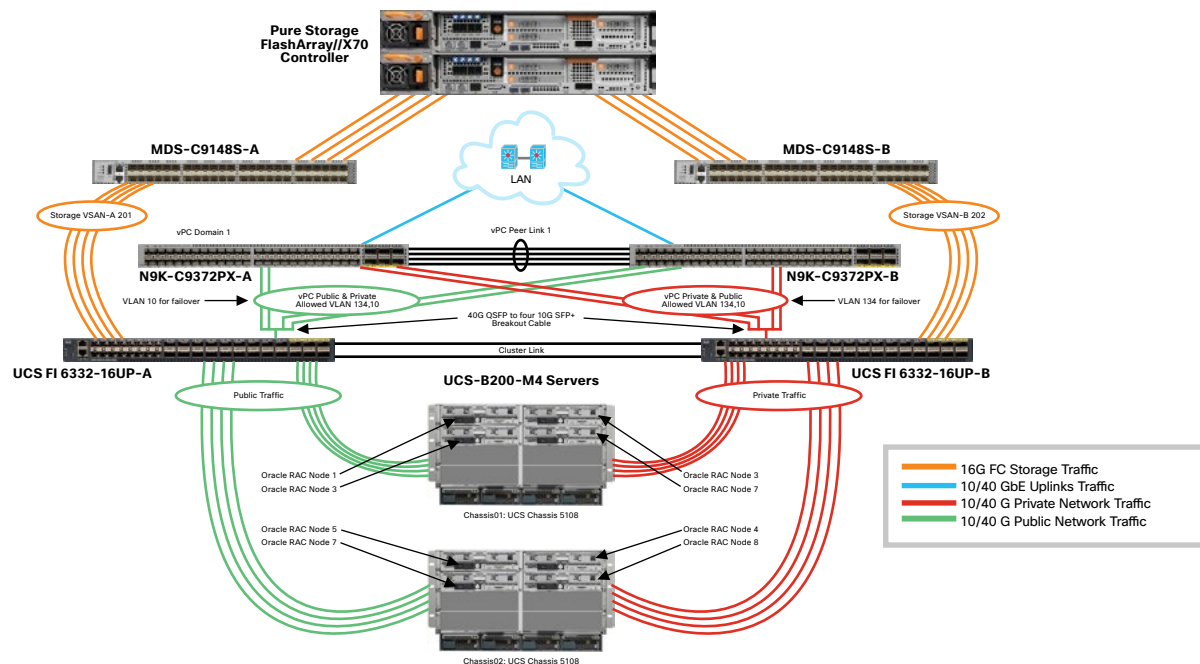 Pure Storage
FlashArray//X70
Controller
MDS-C9148S-A
MDS-C9148S-B
LAN
Storage VSAN-A 201
Storage VSAN-B 202
vPC Domain 1
vPC Peer Link 1
N9K-C9372PX-A
N9K-C9372PX-B
VLAN 10 for failover
vPC Public & Private
Allowed VLAN 134,10
vPC Private & Public
Allowed VLAN 134,10
VLAN 134 for failover
40G QSFP to four 10G SFP+
Breakout Cable
Cluster Link
UCS FI 6332-16UP-A
UCS-B200-M4 Servers
UCS FI 6332-16UP-B
Public Traffic
Private Traffic
Oracle RAC Node 1
Oracle RAC Node 3
Oracle RAC Node 3
Oracle RAC Node 7
Chassis01: UCS Chassis 5108
Oracle RAC Node 5
Oracle RAC Node 7
Oracle RAC Node 4
Oracle RAC Node 8
Chassis02: UCS Chassis 5108
16G FC Storage Traffic
10/40 GbE Uplinks Traffic
10/40 G Private Network Traffic
10/40 G Public Network Traffic